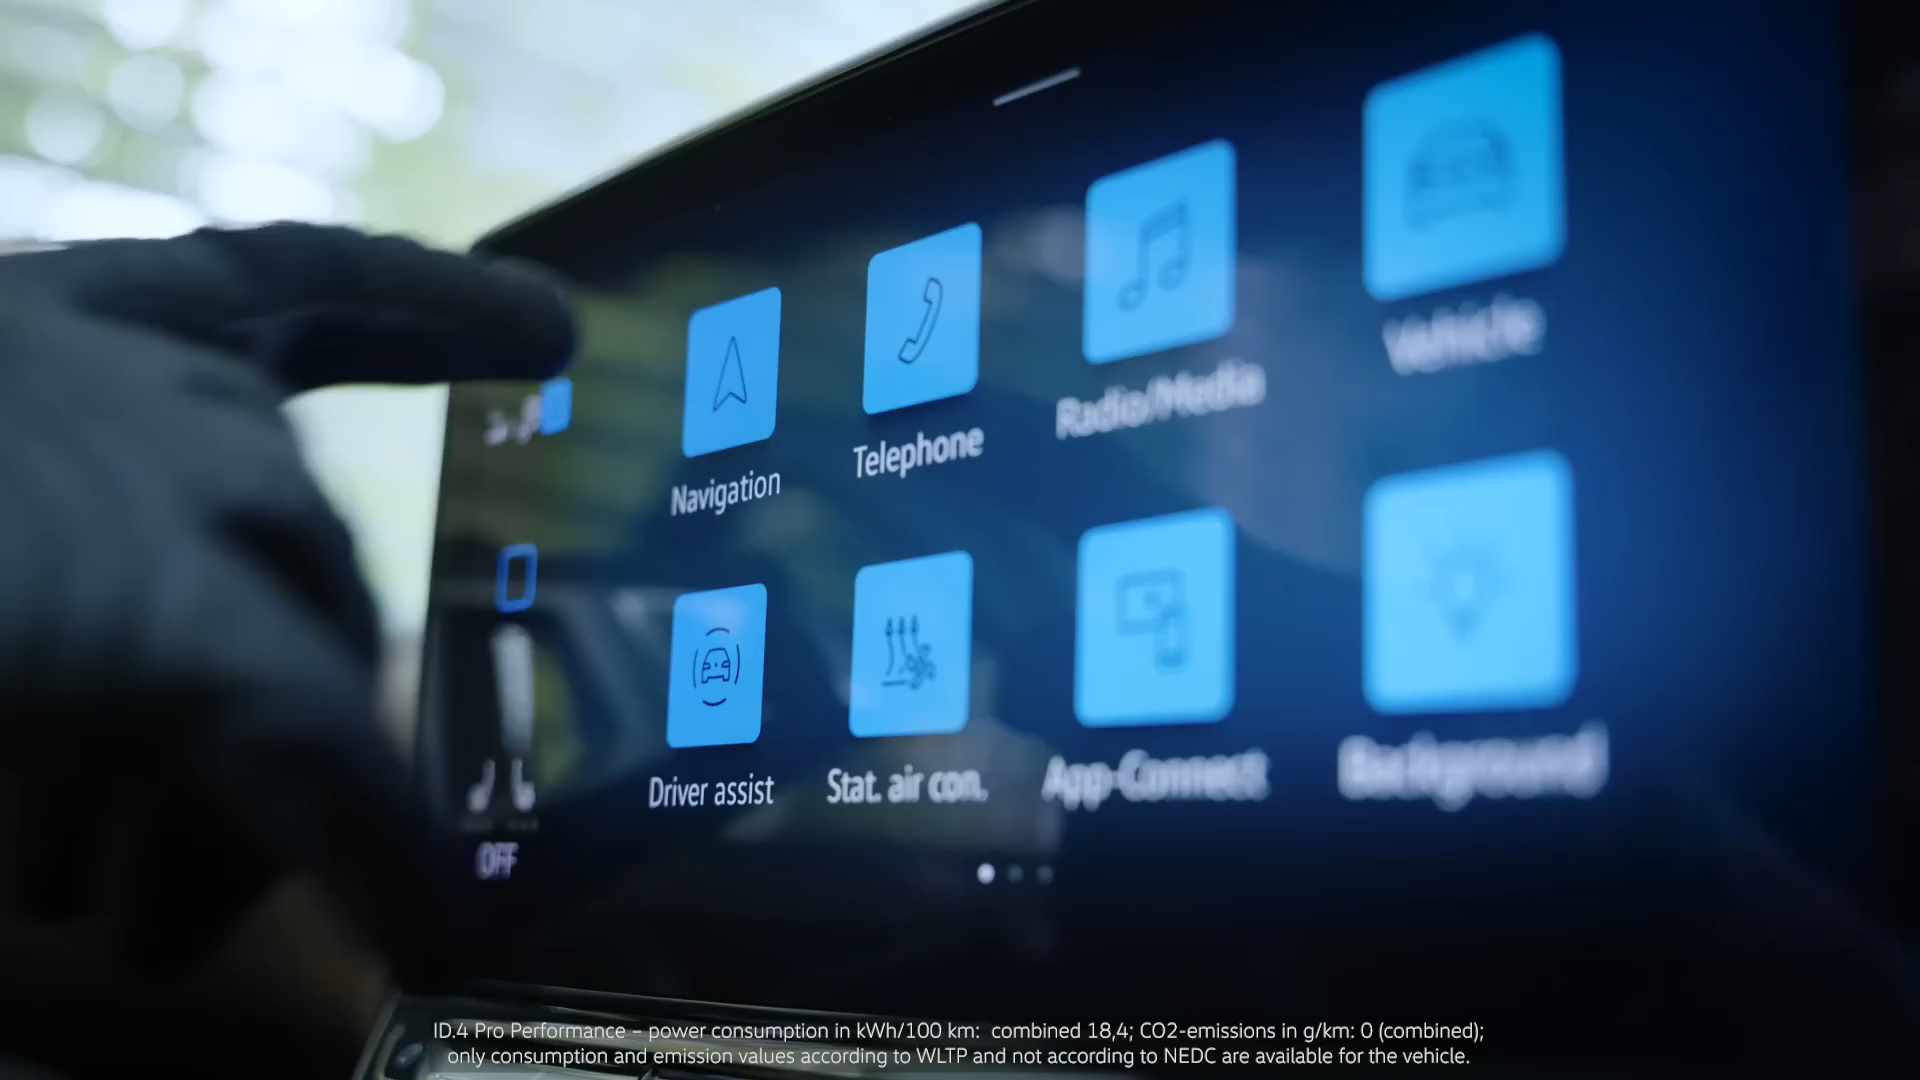 Navigation
Telephone
Radio/Media
Vehicle
Driver assist
Stat. air con.
App-Connect
Background
OFF
ID.4 Pro Performance – power consumption in kWh/100 km: combined 18,4; CO2-emissions in g/km: 0 (combined);
only consumption and emission values according to WLTP and not according to NEDC are available for the vehicle.